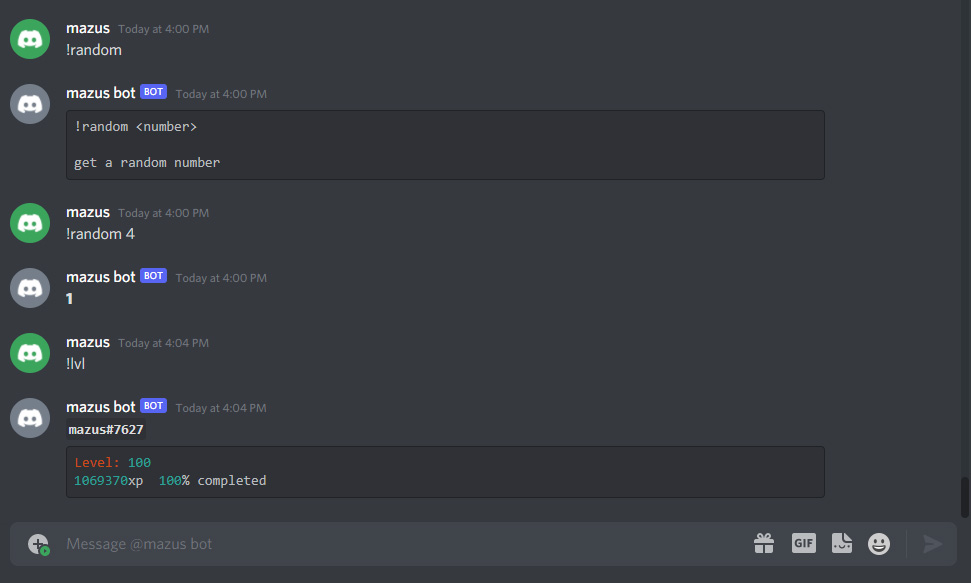 mazus Today at 4:00 PM
!random
mazus bot BOT Today at 4:00 PM
!random <number>
get a random number
mazus Today at 4:00 PM
!random 4
mazus bot BOT Today at 4:00 PM
1
mazus Today at 4:04 PM
!lvl
mazus bot BOT Today at 4:04 PM
mazus#7627
Level: 100
1069370xp 100% completed
Message @mazus bot
GIF